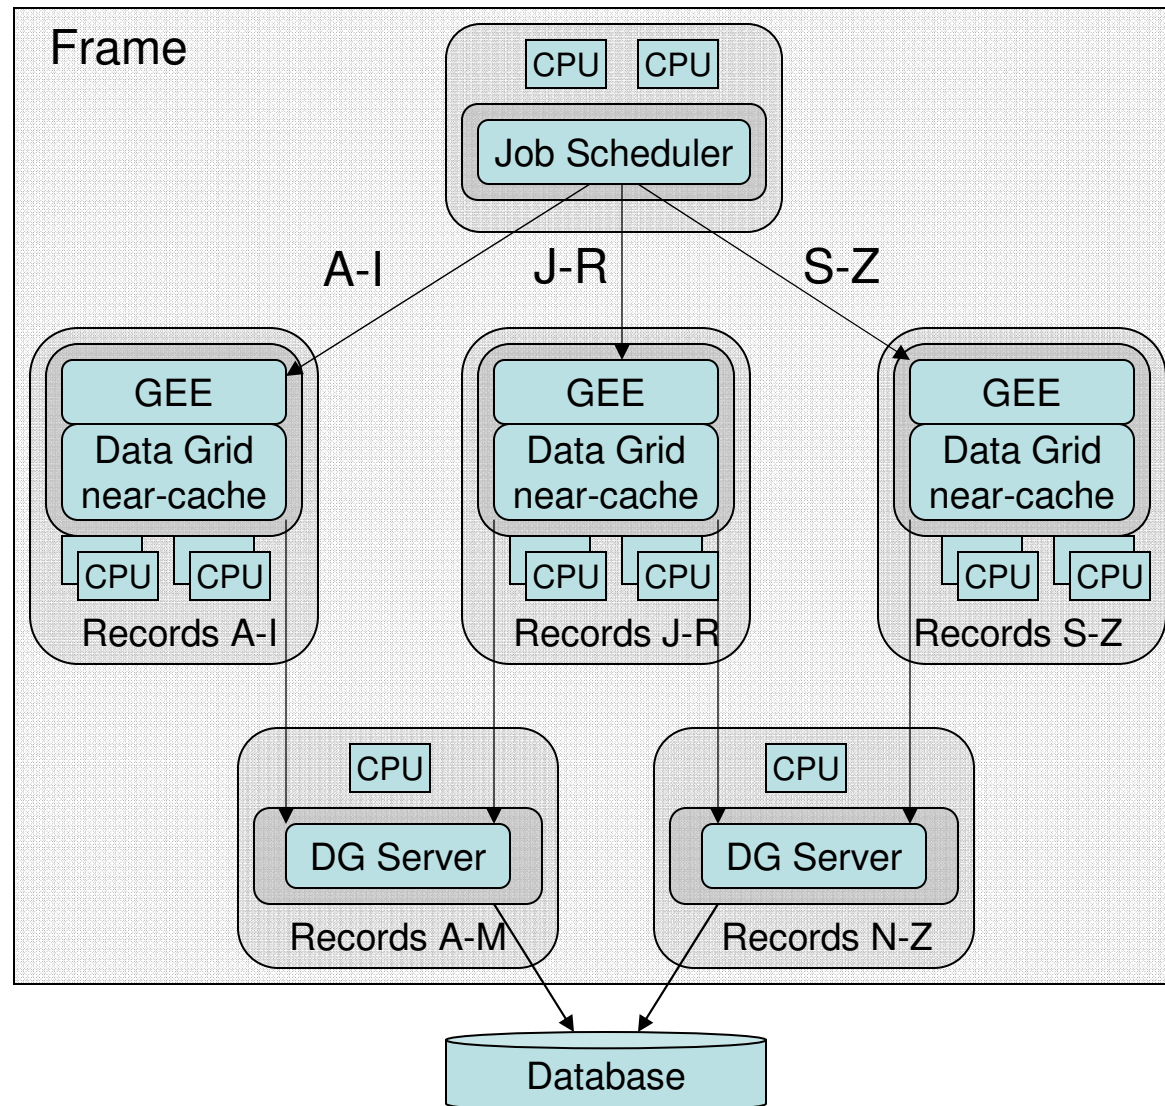 Frame
CPU CPU
Job Scheduler
A-I J-R S-Z
GEE GEE GEE
Data Grid Data Grid Data Grid
near-cache near-cache near-cache
CPU CPU CPU CPU CPU CPU
Records A-I Records J-R Records S-Z
CPU CPU
DG Server DG Server
Records A-M Records N-Z
Database